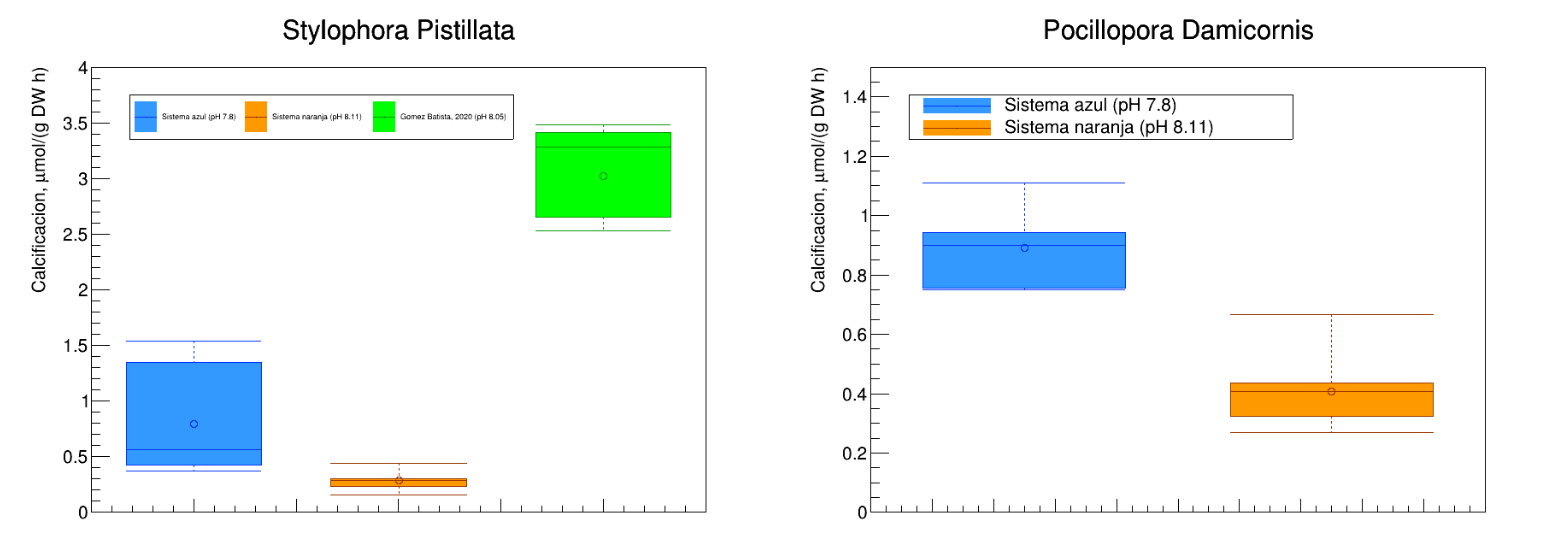 Stylophora Pistillata
Calcificacion, µmol/(g DW h)
4
3.5
3
2.5
2
1.5
1
0.5
0
Sistema azul (pH 7.8)
Sistema naranja (pH 8.11)
Gomez Batista, 2020 (pH 8.05)
Pocillopora Damicornis
Calcificacion, µmol/(g DW h)
1.4
1.2
1
0.8
0.6
0.4
0.2
0
Sistema azul (pH 7.8)
Sistema naranja (pH 8.11)